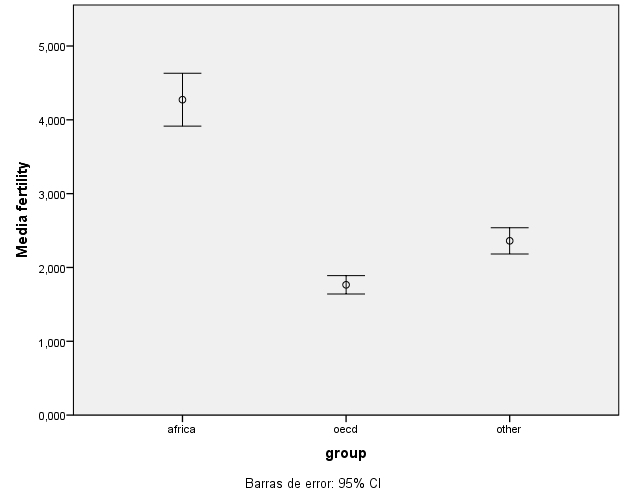 5,000
4,000
3,000
2,000
1,000
0,000
Media fertility
africa
oecd
other
group
Barras de error: 95% CI